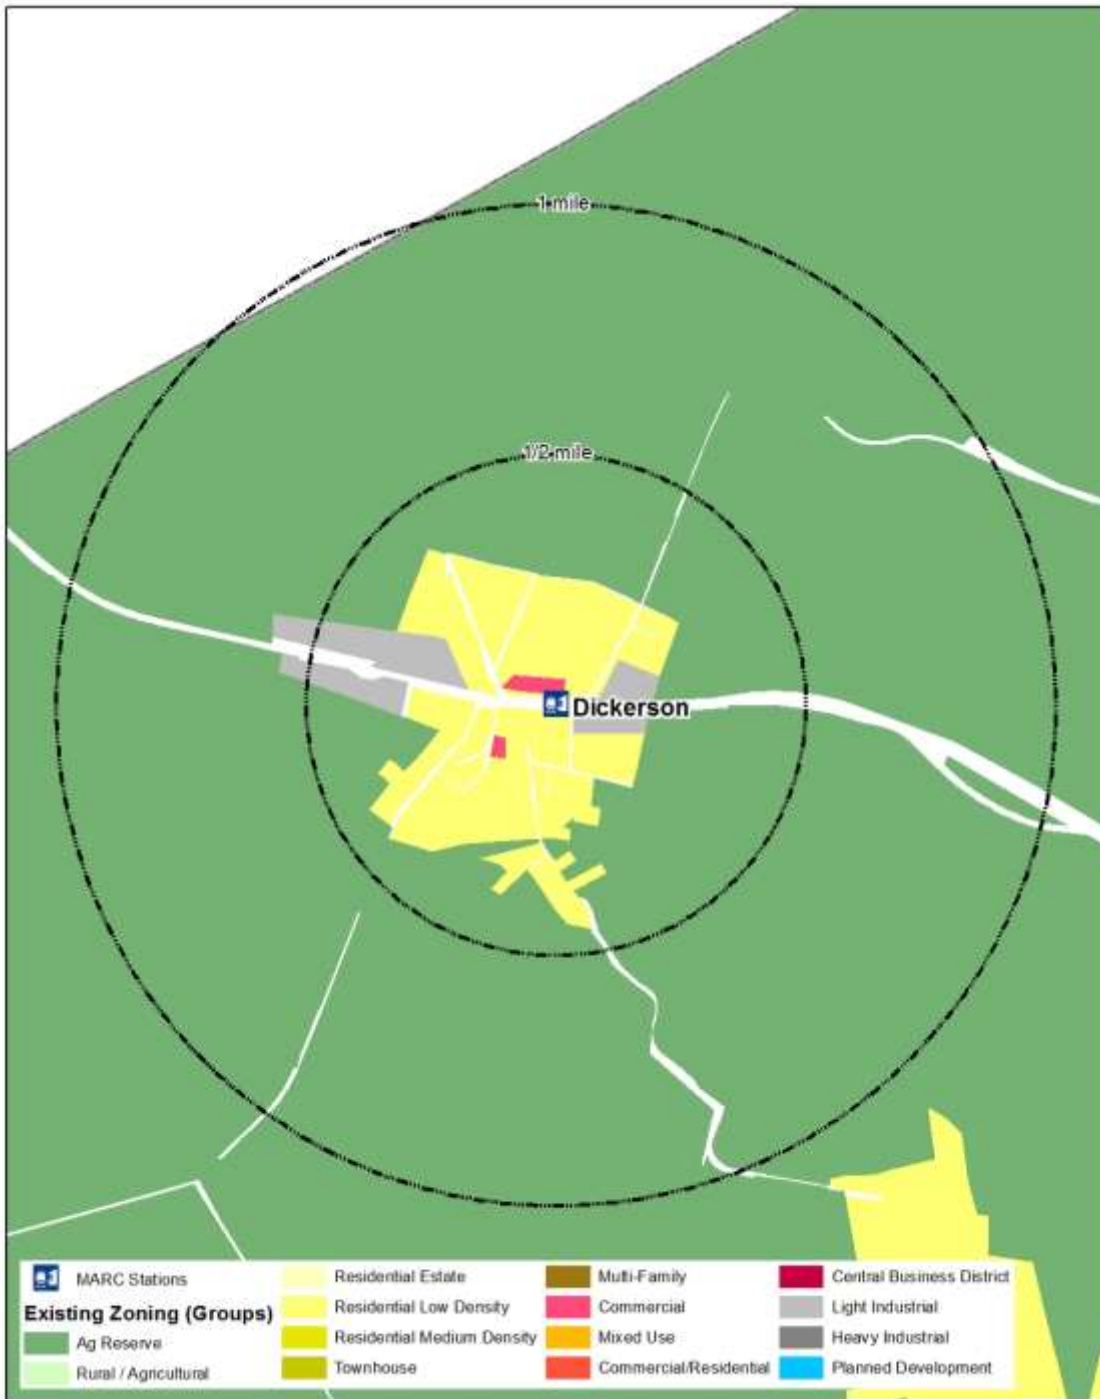 1 mile
1/2 mile
Dickerson
MARC Stations
Existing Zoning (Groups)
Ag Reserve
Rural / Agricultural
Residential Estate
Residential Low Density
Residential Medium Density
Townhouse
Multi-Family
Commercial
Mixed Use
Commercial/Residential
Central Business District
Light Industrial
Heavy Industrial
Planned Development